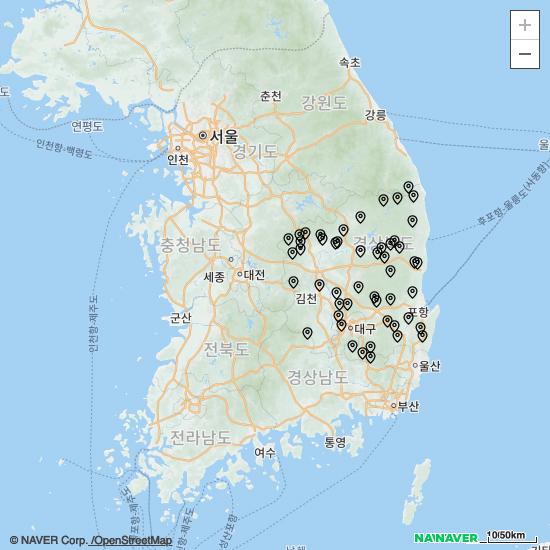 +
−
속초
춘천
강원도
도
강릉
연평도
서울
울
인천
경기도
인천항-백령도
후포항-울릉도(사동항)
충청남도
경상북도
세종
대전
김천
군산
포항
인천항-제주도
대구
전라북도
경상남도
울산
부산
전라남도
여수
통영
© NAVER Corp. /OpenStreetMap
NAVER
10/50km